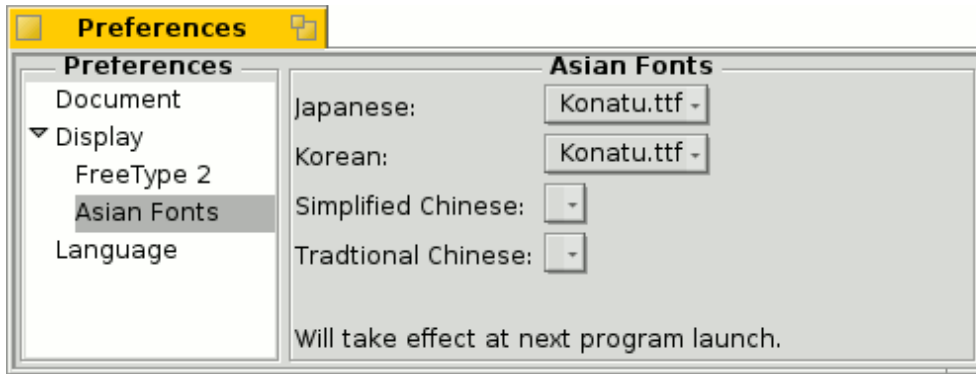 Preferences
Preferences
Document
Display
FreeType 2
Asian Fonts
Language
Asian Fonts
Japanese: Konatu.ttf
Korean: Konatu.ttf
Simplified Chinese:
Tradtional Chinese:
Will take effect at next program launch.